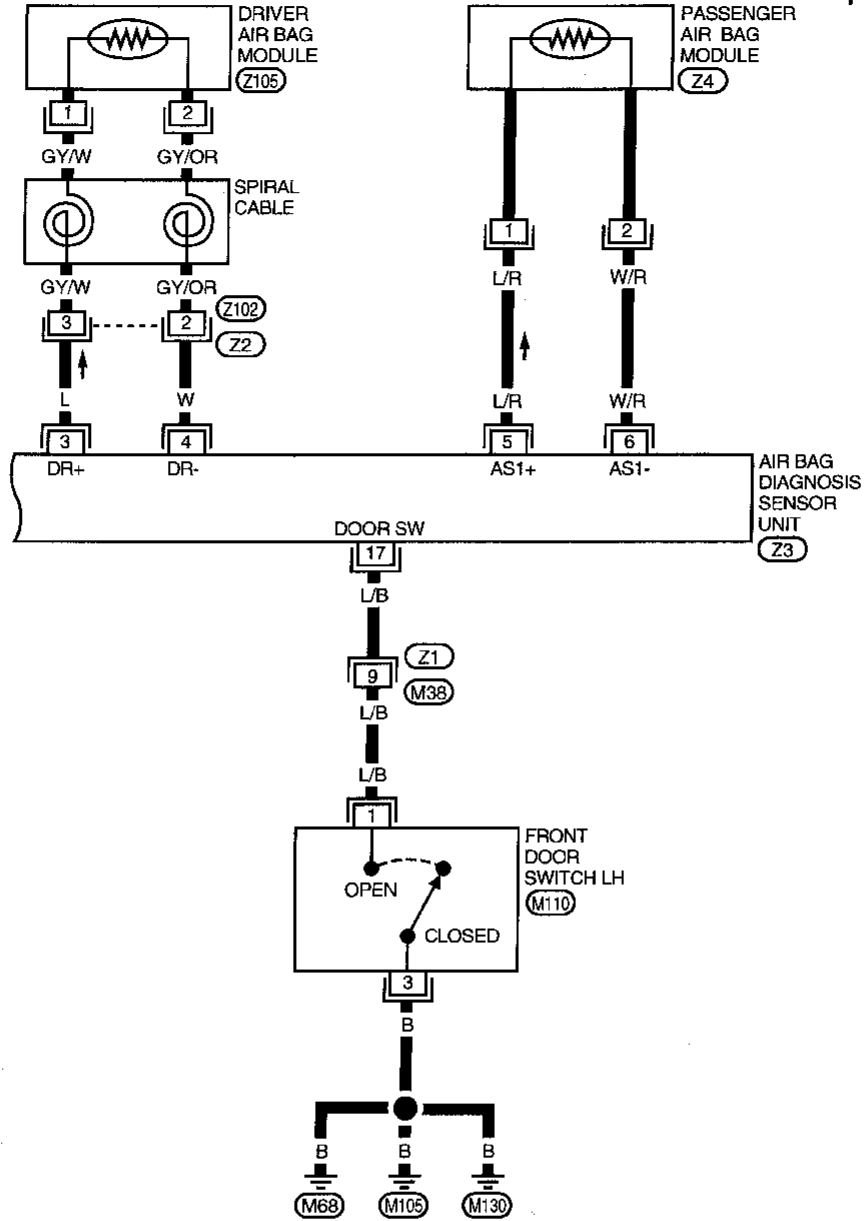 DRIVER
AIR BAG
MODULE
Z105
PASSENGER
AIR BAG
MODULE
Z4
1
2
GY/W
GY/OR
SPIRAL
CABLE
1
2
L/R
W/R
GY/W
GY/OR
Z102
3
2
Z2
L
W
L/R
W/R
3
4
5
6
DR+
DR-
AS1+
AS1-
AIR BAG
DIAGNOSIS
SENSOR
UNIT
Z3
DOOR SW
17
L/B
Z1
9
M38
L/B
L/B
1
FRONT
DOOR
SWITCH LH
M110
OPEN
CLOSED
3
B
B
B
B
M68
M105
M130